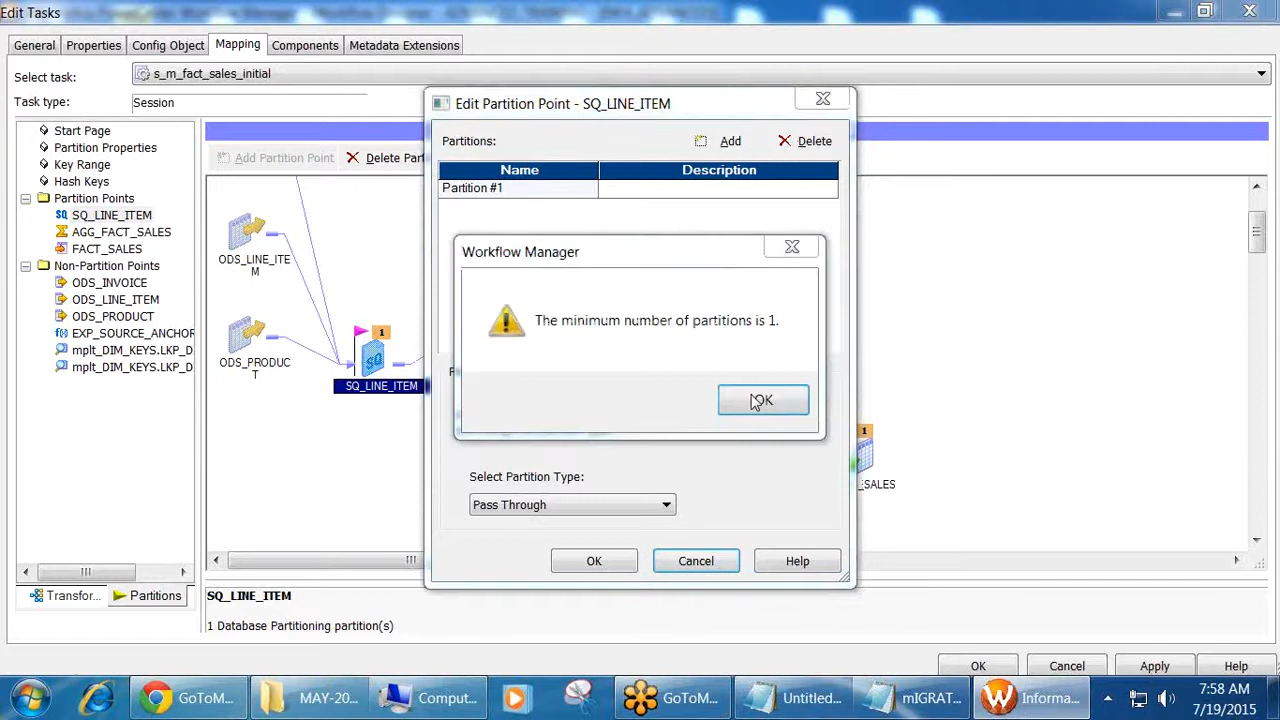 Edit Tasks
General
Properties
Config Object
Mapping
Components
Metadata Extensions
Select task:
s_m_fact_sales_initial
Task type:
Session
Start Page
Partition Properties
Key Range
Hash Keys
Partition Points
SQ_LINE_ITEM
AGG_FACT_SALES
FACT_SALES
Non-Partition Points
ODS_INVOICE
ODS_LINE_ITEM
ODS_PRODUCT
EXP_SOURCE_ANCHOR
mplt_DIM_KEYS.LKP_D
mplt_DIM_KEYS.LKP_D
Transfor...
Partitions
Add Partition Point
Delete Part
ODS_LINE_ITE
M
ODS_PRODUC
T
1
SQ_LINE_ITEM
1
_SALES
Edit Partition Point - SQ_LINE_ITEM
Partitions:
Add
Delete
Name
Description
Partition #1
Workflow Manager
The minimum number of partitions is 1.
OK
Select Partition Type:
Pass Through
OK
Cancel
Help
SQ_LINE_ITEM
1 Database Partitioning partition(s)
OK
Cancel
Apply
Help
GoToM...
MAY-20...
Comput...
GoToM...
Untitled...
mIGRAT...
Informa...
7:58 AM
7/19/2015